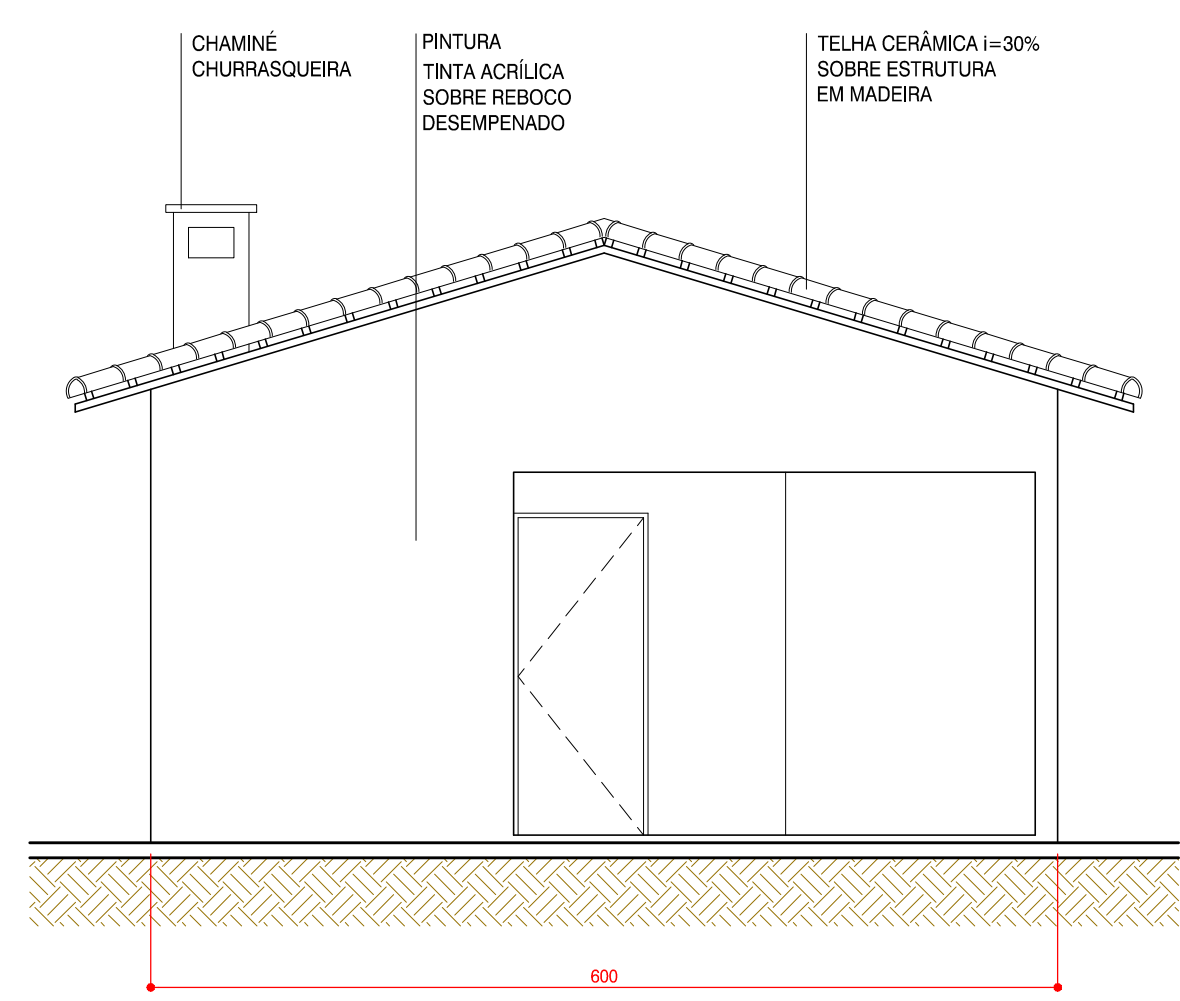 CHAMINÉ
CHURRASQUEIRA
PINTURA
TINTA ACRÍLICA
SOBRE REBOCO
DESEMPENADO
TELHA CERÂMICA i=30%
SOBRE ESTRUTURA
EM MADEIRA
600